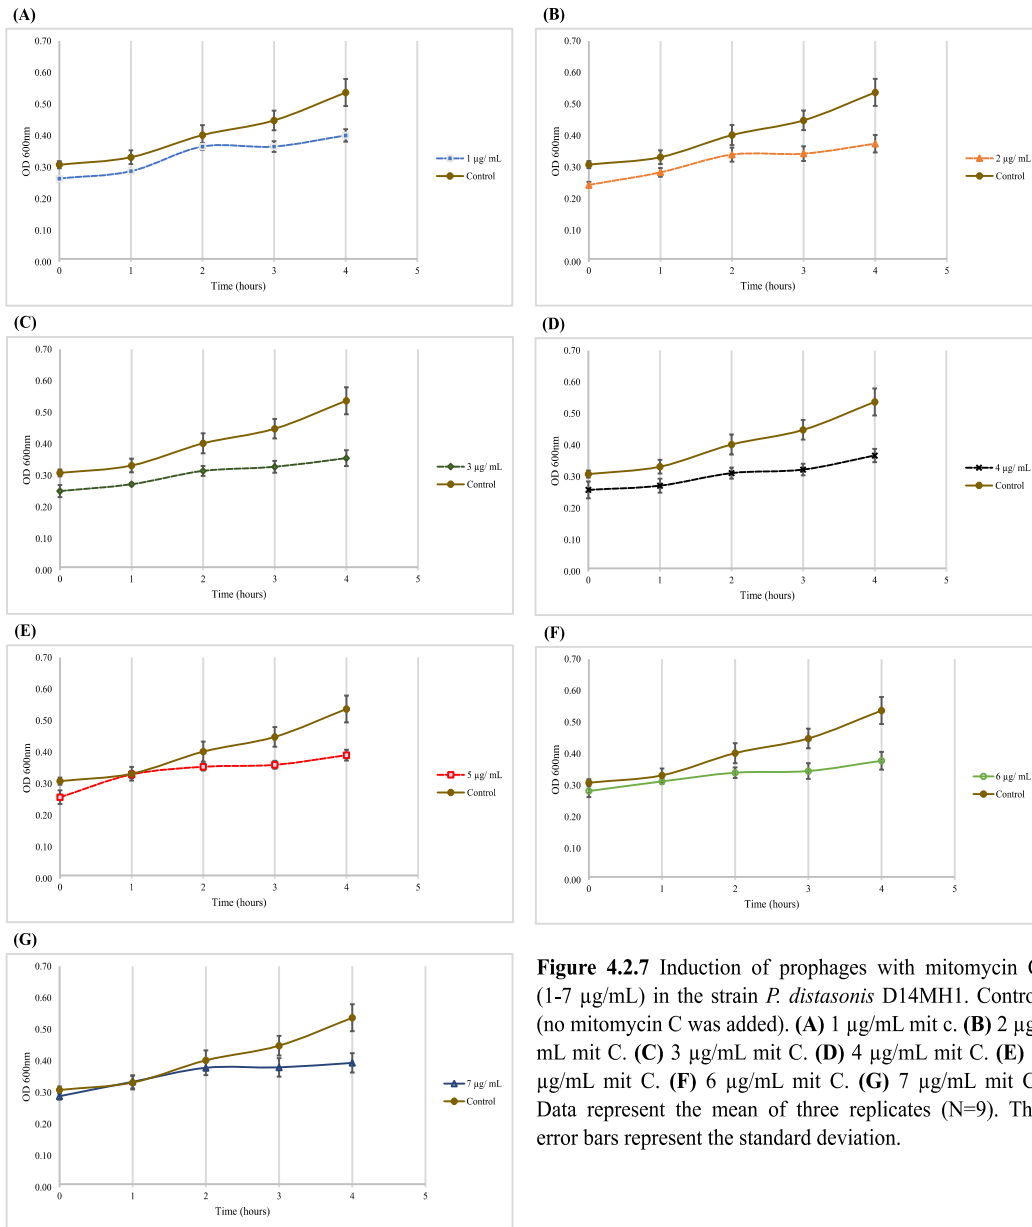 (A)
0.70
0.60
0.50
0.40
0.30
0.20
0.10
0.00
OD 600nm
0 1 2 3 4 5
Time (hours)
1 µg/ mL
Control
(B)
0.70
0.60
0.50
0.40
0.30
0.20
0.10
0.00
OD 600nm
0 1 2 3 4 5
Time (hours)
2 µg/ mL
Control
(C)
0.70
0.60
0.50
0.40
0.30
0.20
0.10
0.00
OD 600nm
0 1 2 3 4 5
Time (hours)
3 µg/ mL
Control
(D)
0.70
0.60
0.50
0.40
0.30
0.20
0.10
0.00
OD 600nm
0 1 2 3 4 5
Time (hours)
4 µg/ mL
Control
(E)
0.70
0.60
0.50
0.40
0.30
0.20
0.10
0.00
OD 600nm
0 1 2 3 4 5
Time (hours)
5 µg/ mL
Control
(F)
0.70
0.60
0.50
0.40
0.30
0.20
0.10
0.00
OD 600nm
0 1 2 3 4 5
Time (hours)
6 µg/ mL
Control
(G)
0.70
0.60
0.50
0.40
0.30
0.20
0.10
0.00
OD 600nm
0 1 2 3 4 5
Time (hours)
7 µg/ mL
Control
Figure 4.2.7 Induction of prophages with mitomycin
(1-7 µg/mL) in the strain P. distasonis D14MH1. Control
(no mitomycin C was added). (A) 1 µg/mL mit c. (B) 2 µg
mL mit C. (C) 3 µg/mL mit C. (D) 4 µg/mL mit C. (E)
µg/mL mit C. (F) 6 µg/mL mit C. (G) 7 µg/mL mit C
Data represent the mean of three replicates (N=9). Th
error bars represent the standard deviation.